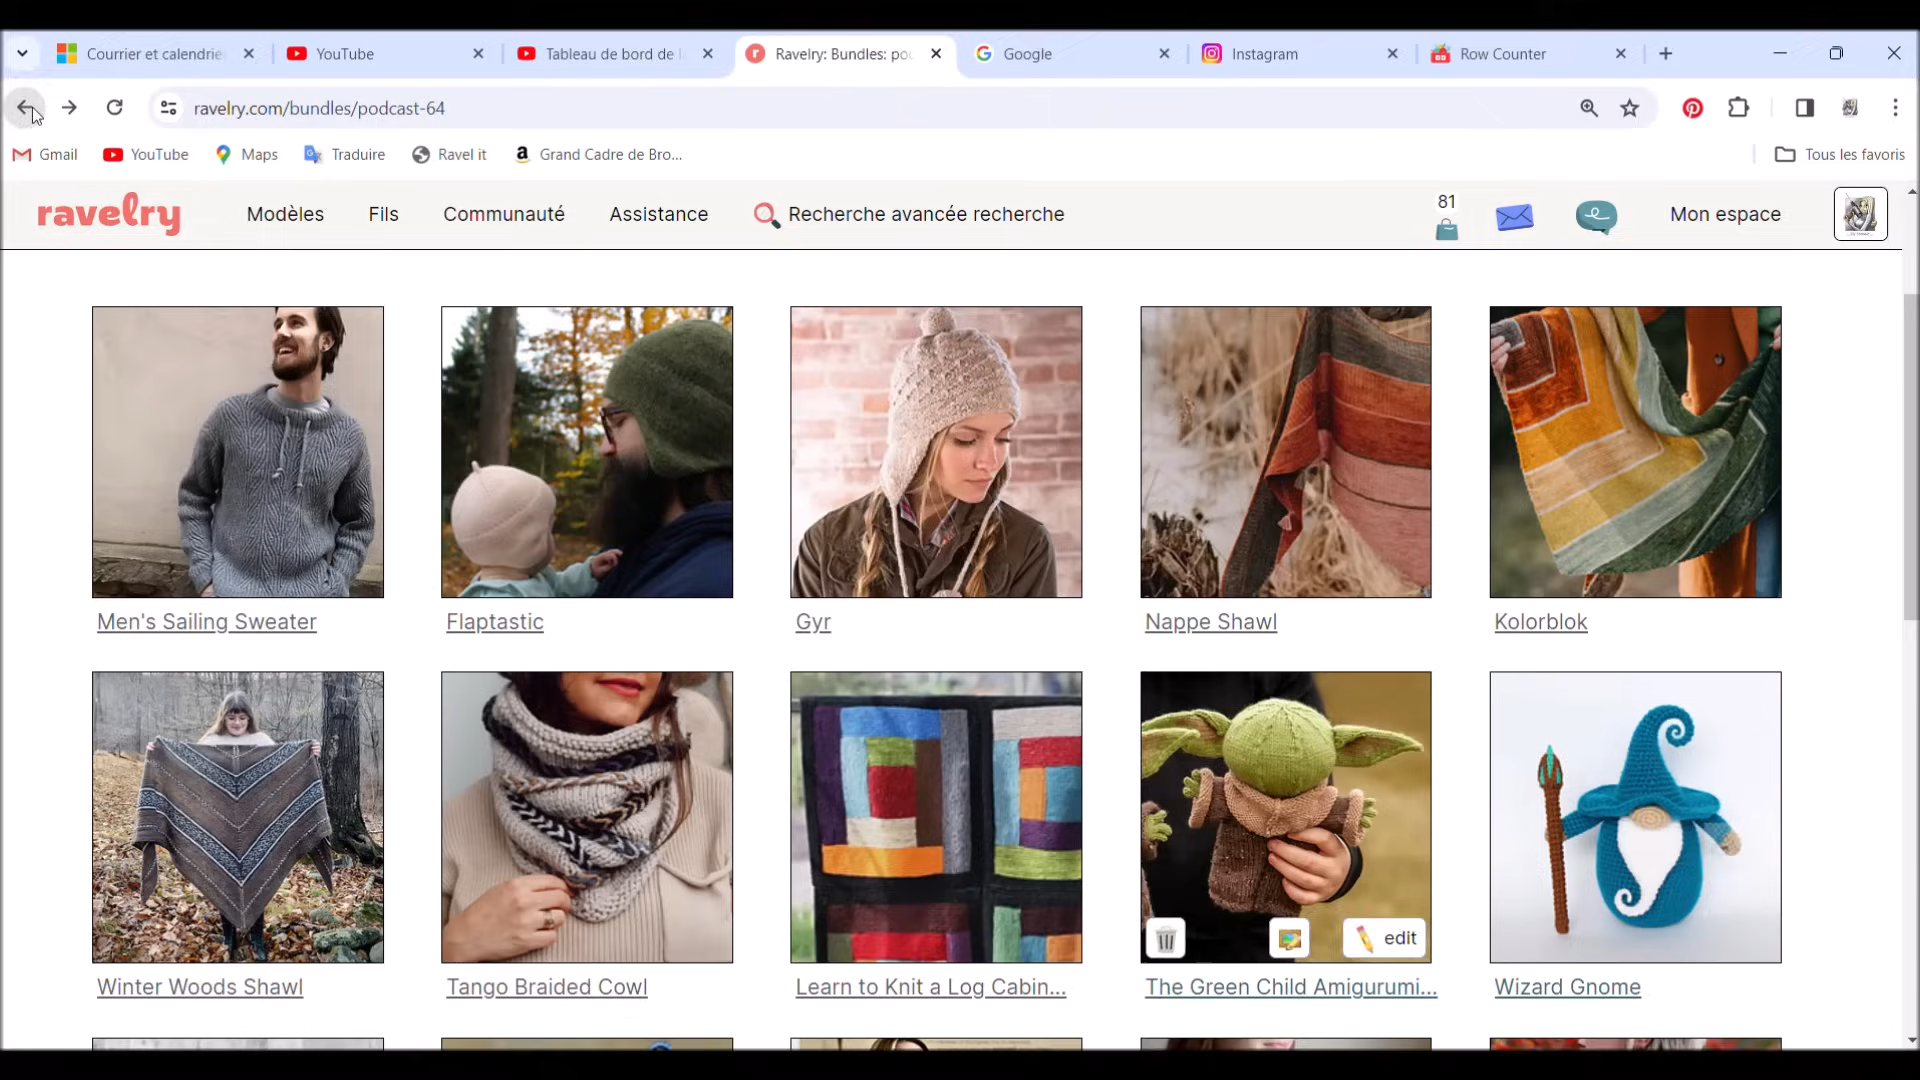 Courrier et calendrie
YouTube
Tableau de bord de l
Ravelry: Bundles: poc
Google
Instagram
Row Counter
ravelry.com/bundles/podcast-64
Gmail
YouTube
Maps
Traduire
Ravel it
Grand Cadre de Bro...
Tous les favoris
ravelry
Modèles
Fils
Communauté
Assistance
Recherche avancée recherche
81
Mon espace
Men's Sailing Sweater
Flaptastic
Gyr
Nappe Shawl
Kolorblok
edit
Winter Woods Shawl
Tango Braided Cowl
Learn to Knit a Log Cabin...
The Green Child Amigurumi...
Wizard Gnome